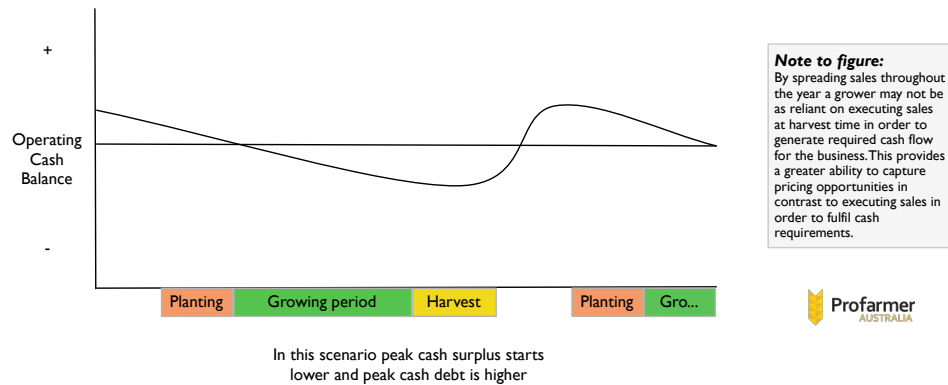 +
Operating
Cash
Balance
-
Planting
Growing period
Harvest
Planting
Gro...
In this scenario peak cash surplus starts
lower and peak cash debt is higher
Note to figure:
By spreading sales throughout
the year a grower may not be
as reliant on executing sales
at harvest time in order to
generate required cash flow
for the business. This provides
a greater ability to capture
pricing opportunities in
contrast to executing sales in
order to fulfil cash
requirements.
Profarmer
AUSTRALIA